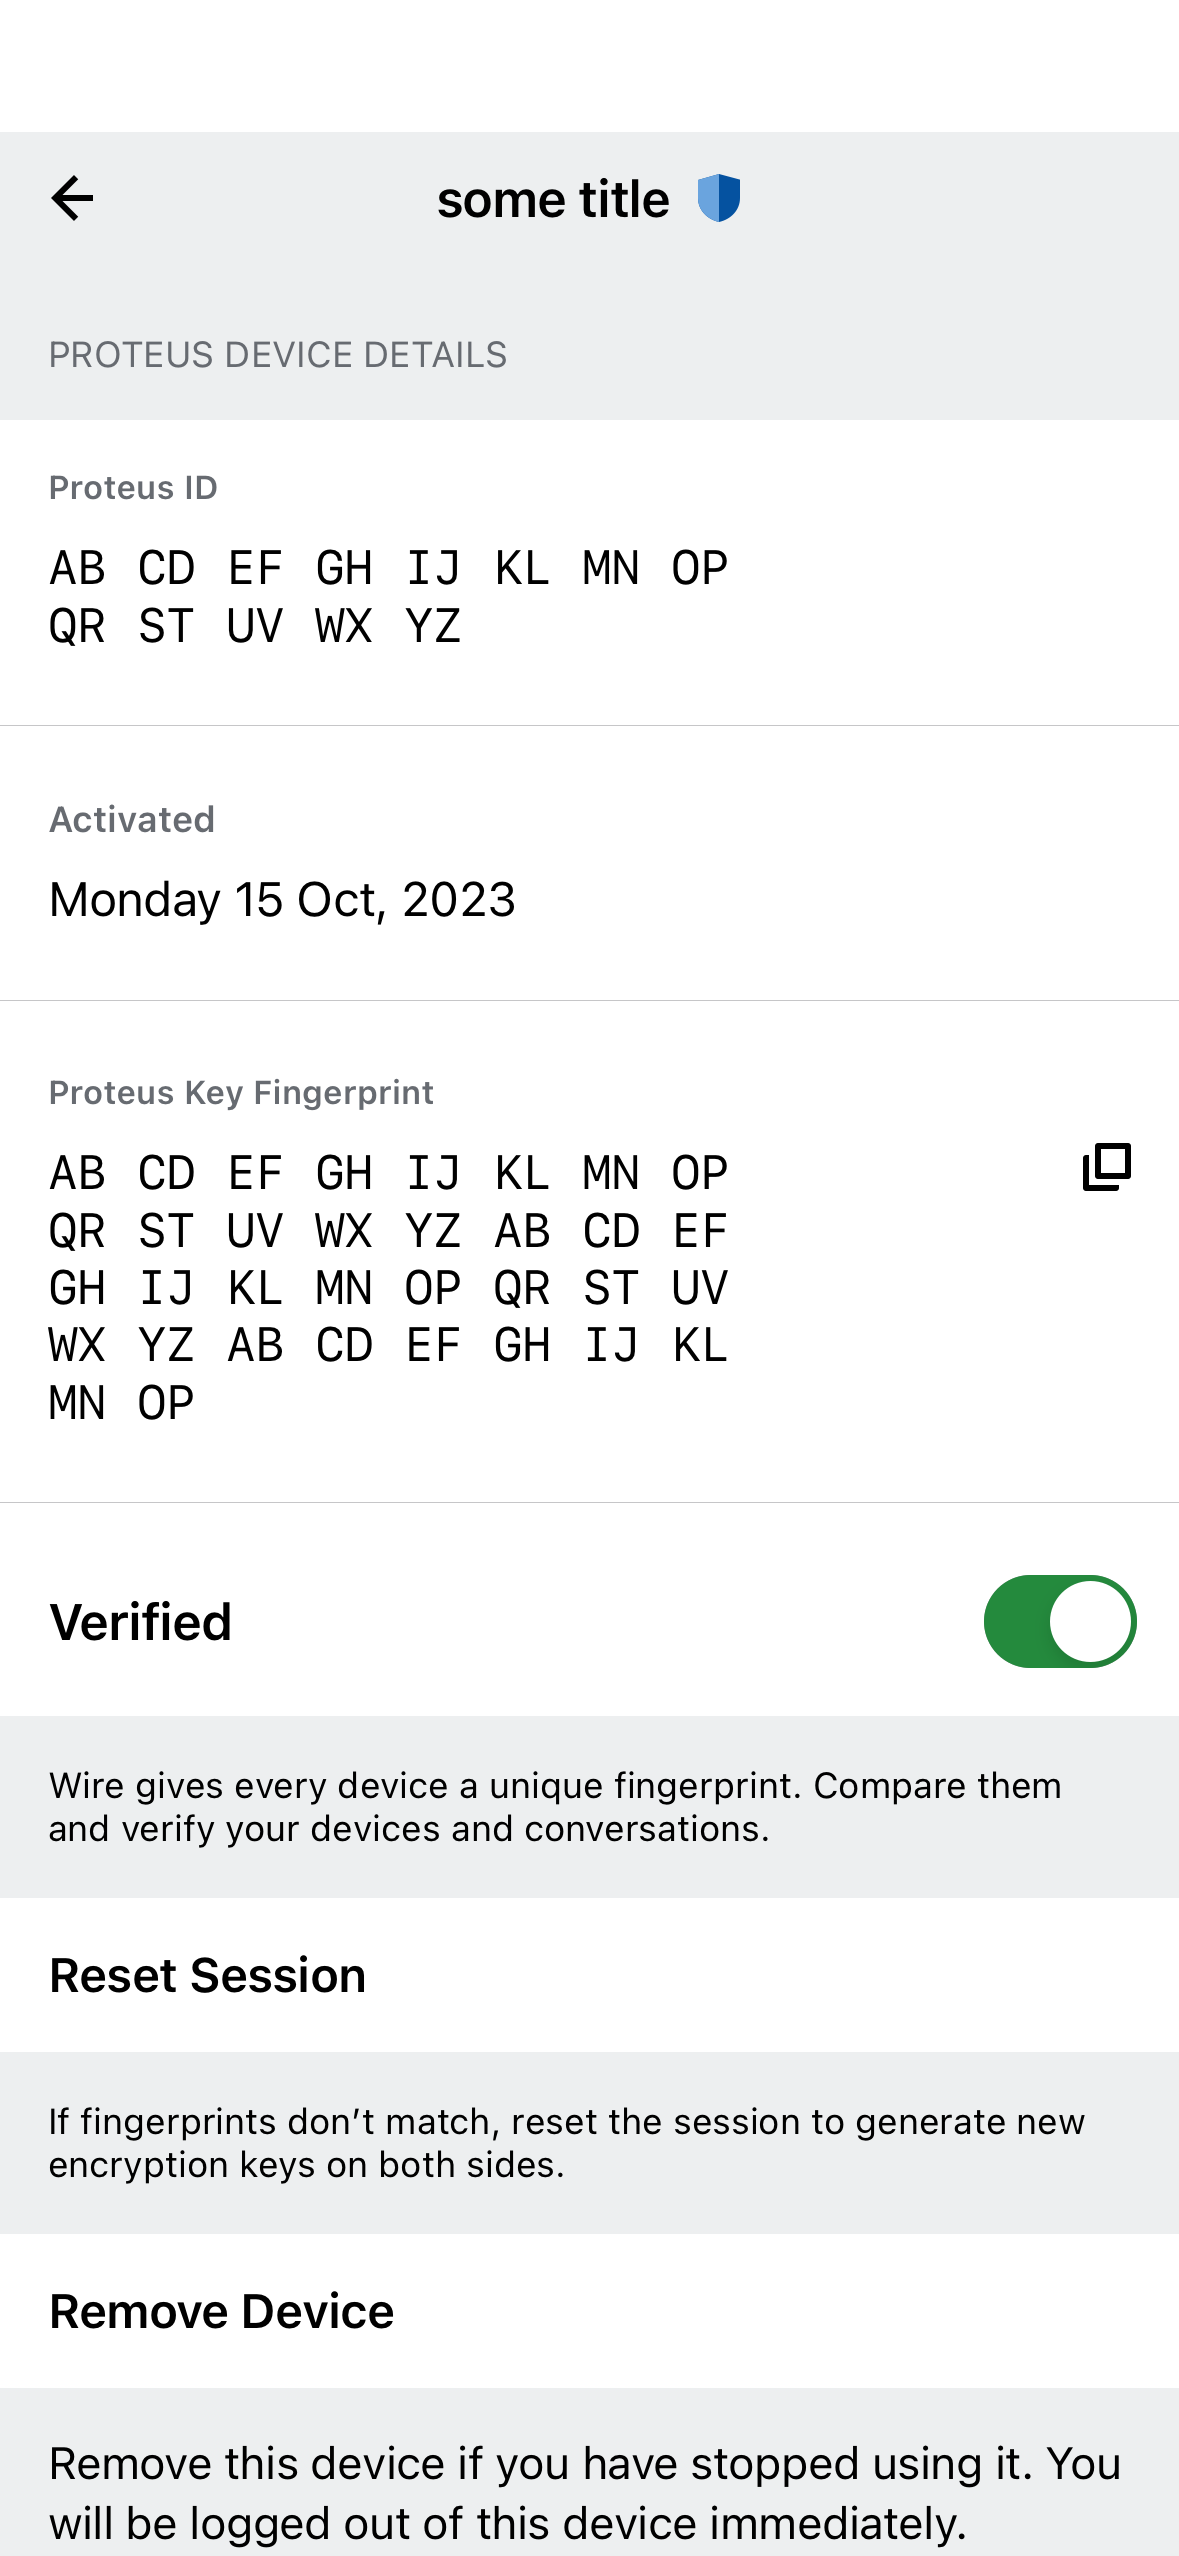 some title
PROTEUS DEVICE DETAILS
Proteus ID
AB CD EF GH IJ KL MN OP
QR ST UV WX YZ
Activated
Monday 15 Oct, 2023
Proteus Key Fingerprint
AB CD EF GH IJ KL MN OP
QR ST UV WX YZ AB CD EF
GH IJ KL MN OP QR ST UV
WX YZ AB CD EF GH IJ KL
MN OP
Verified
Wire gives every device a unique fingerprint. Compare them
and verify your devices and conversations.
Reset Session
If fingerprints don’t match, reset the session to generate new
encryption keys on both sides.
Remove Device
Remove this device if you have stopped using it. You
will be logged out of this device immediately.